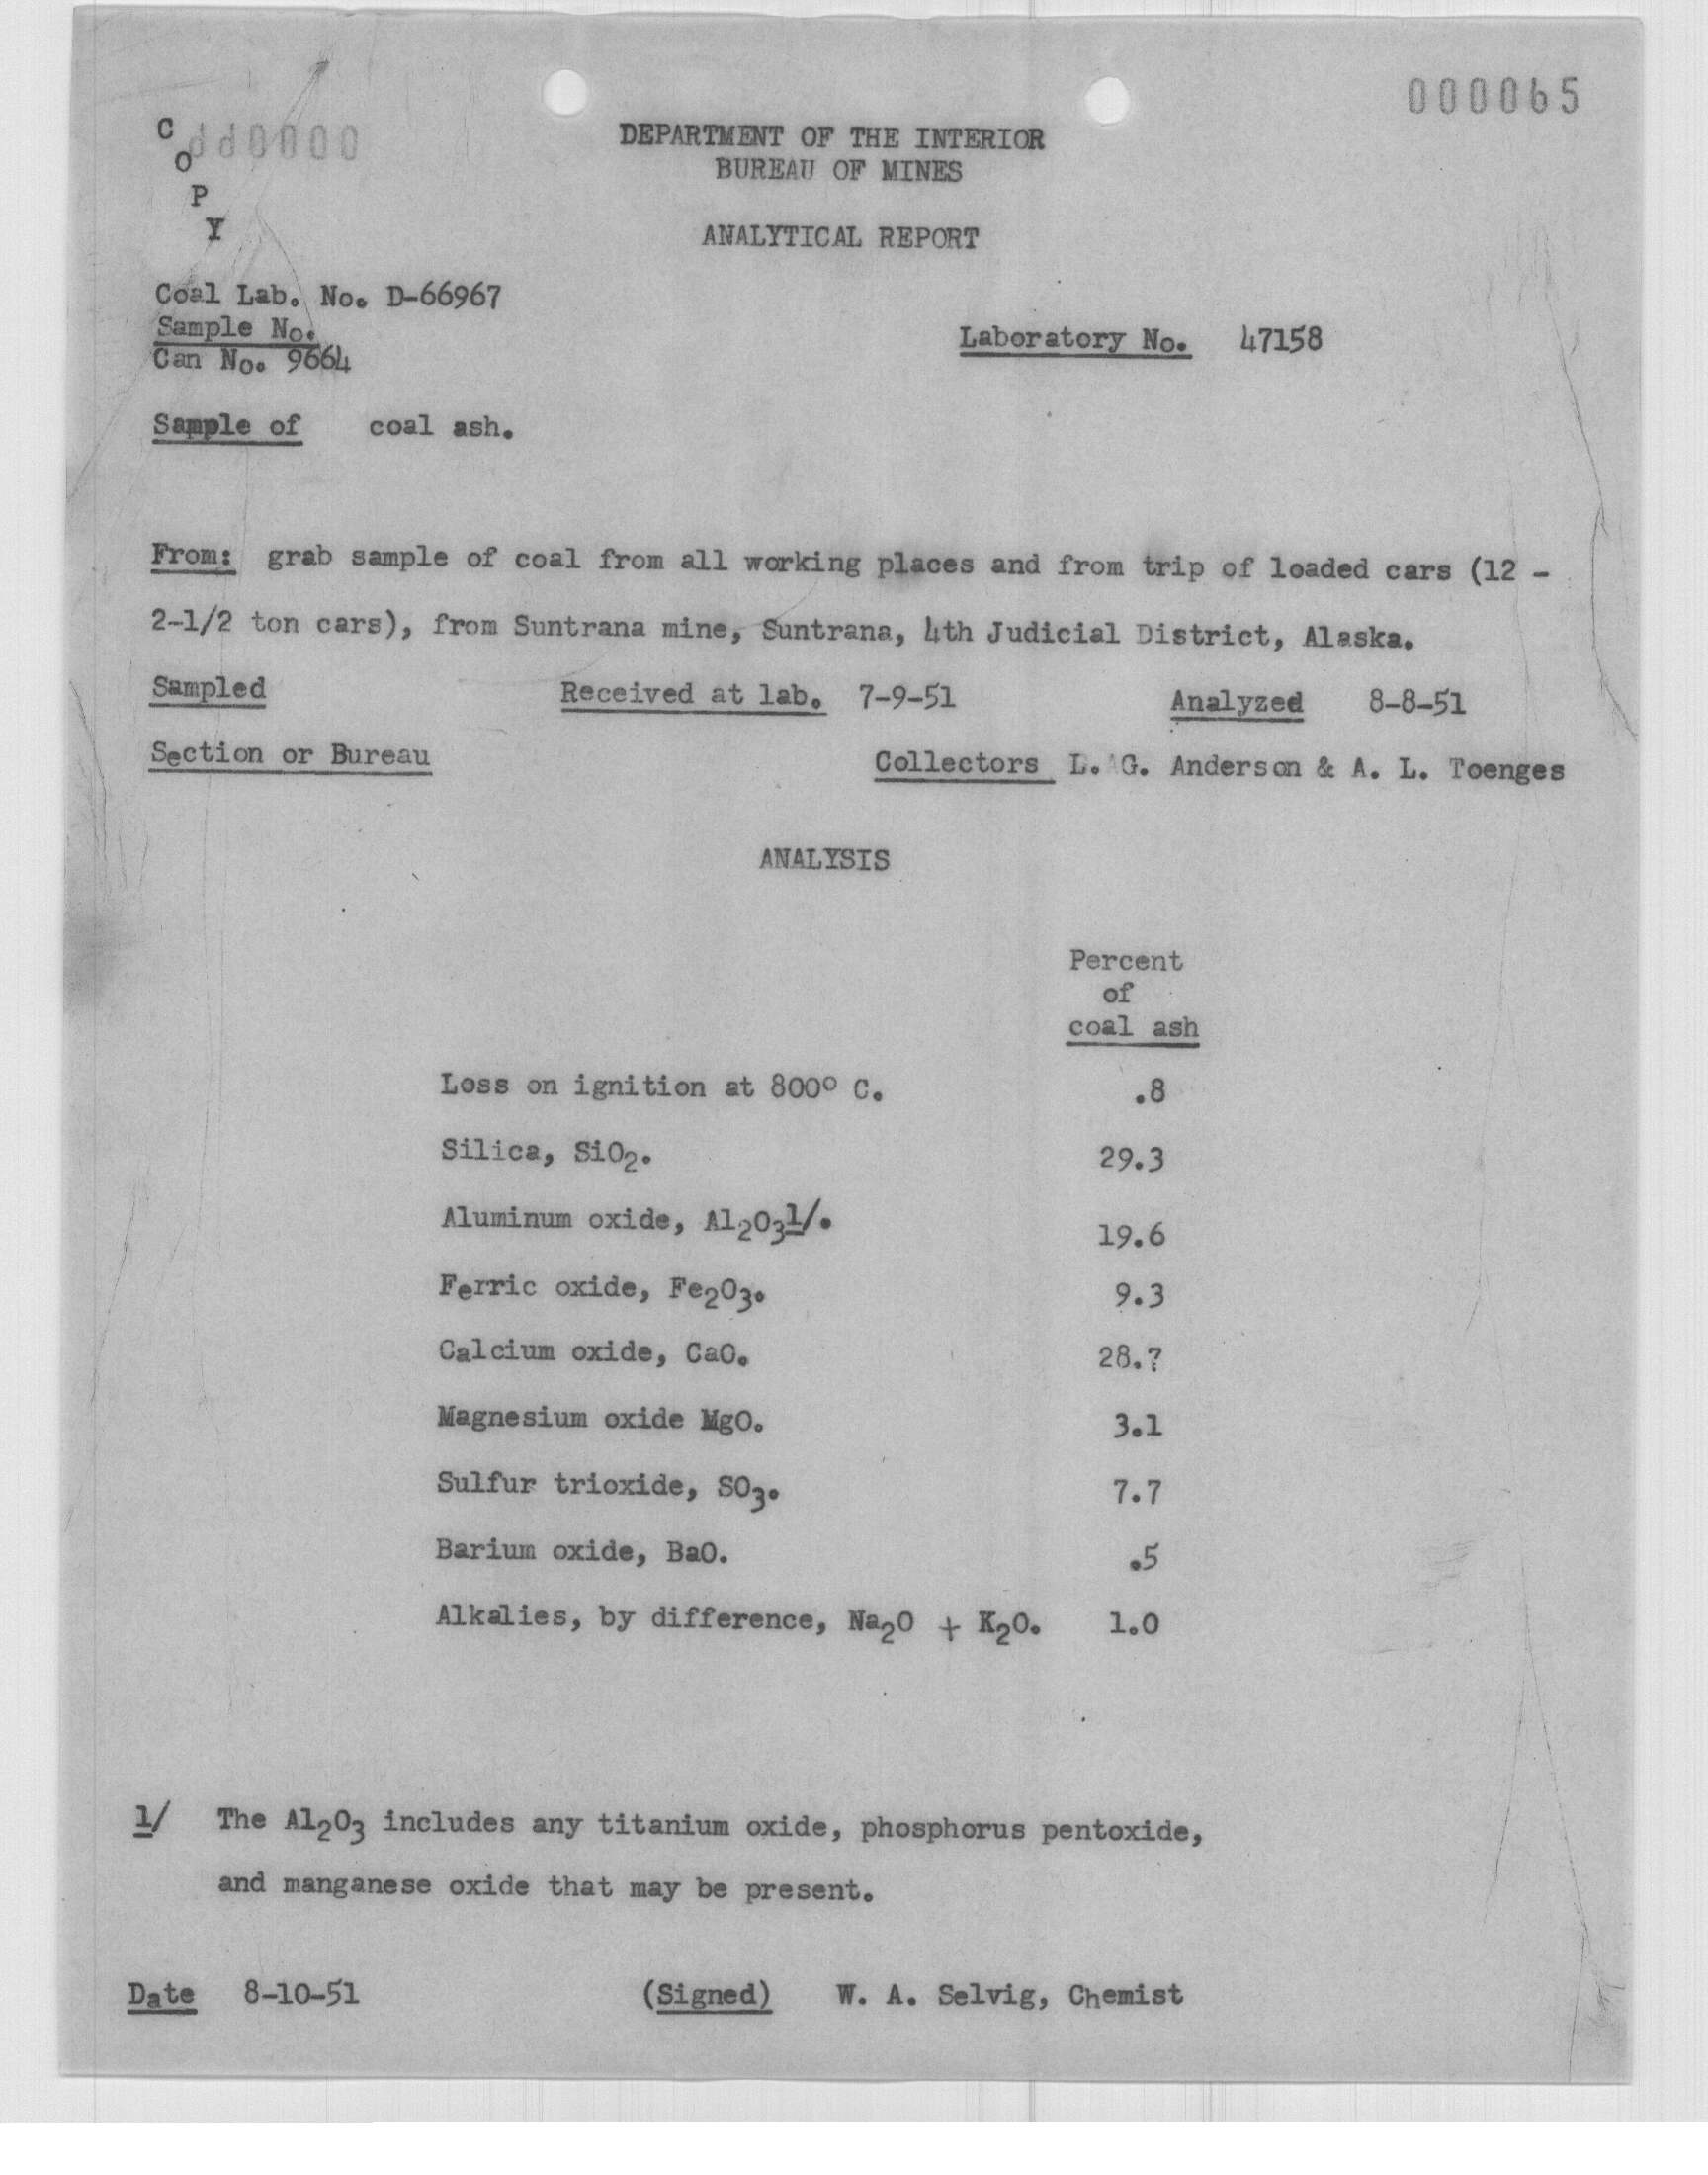 000065
COPY
DEPARTMENT OF THE INTERIOR
BUREAU OF MINES
ANALYTICAL REPORT
Coal Lab. No. D-66967
Sample No.
Laboratory No. 47158
Can No. 9664
Sample of coal ash.
From: grab sample of coal from all working places and from trip of loaded cars (12 -
2-1/2 ton cars), from Suntrana mine, Suntrana, 4th Judicial District, Alaska.
Sampled Received at lab. 7-9-51 Analyzed 8-8-51
Section or Bureau Collectors L. G. Anderson & A. L. Toenges
ANALYSIS
Percent
of
coal ash
Loss on ignition at 800° C. .8
Silica, SiO2. 29.3
Aluminum oxide, Al2O3 1/. 19.6
Ferric oxide, Fe2O3. 9.3
Calcium oxide, CaO. 28.?
Magnesium oxide MgO. 3.1
Sulfur trioxide, SO3. 7.7
Barium oxide, BaO. .5
Alkalies, by difference, Na2O + K2O. 1.0
1/ The Al2O3 includes any titanium oxide, phosphorus pentoxide,
and manganese oxide that may be present.
Date 8-10-51 (Signed) W. A. Selvig, Chemist